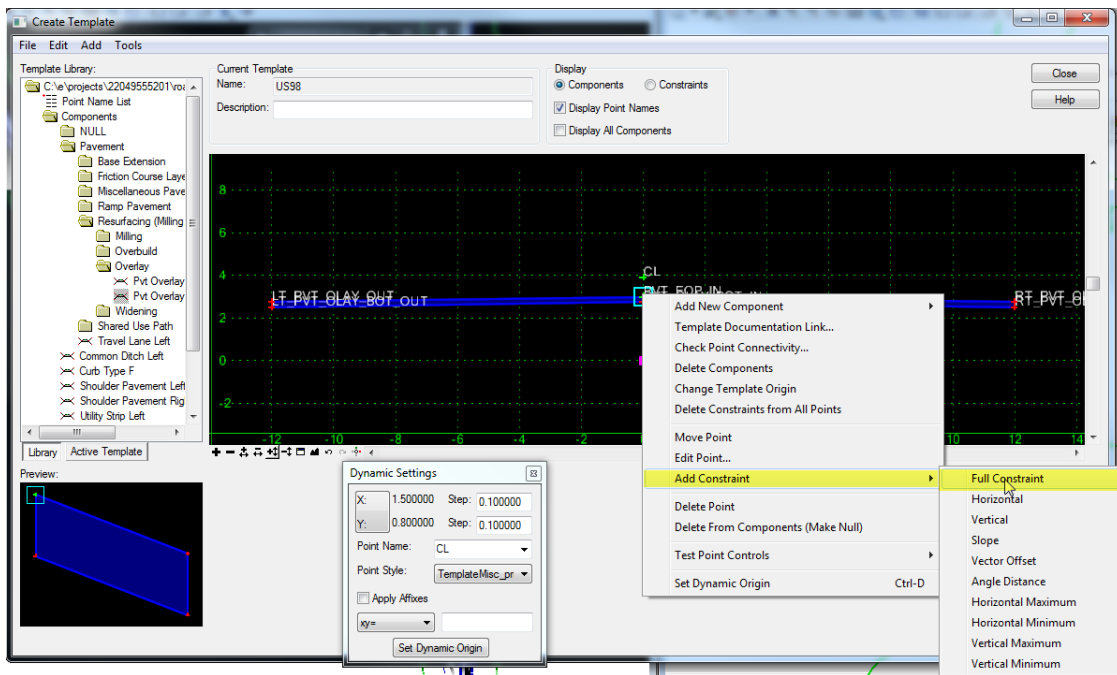 Create Template
File Edit Add Tools
Template Library:
C:\e\projects\22049555201\roa
Point Name List
Components
NULL
Pavement
Base Extension
Friction Course Laye
Miscellaneous Pave
Ramp Pavement
Resurfacing (Milling
Milling
Overbuild
Overlay
Pvt Overlay
Pvt Overlay
Widening
Shared Use Path
Travel Lane Left
Common Ditch Left
Curb Type F
Shoulder Pavement Left
Shoulder Pavement Rig
Utility Strip Left
Library Active Template
Preview:
Current Template
Name: US98
Description:
Display
Components Constraints
Display Point Names
Display All Components
Close
Help
8
6
4
2
0
-2
CL
LT_PVT_OLAY_OUT
-12 -10 -8 -6 -4 -2 10 12 14
Add New Component
Template Documentation Link...
Check Point Connectivity...
Delete Components
Change Template Origin
Delete Constraints from All Points
Move Point
Edit Point...
Add Constraint
Delete Point
Delete From Components (Make Null)
Test Point Controls
Set Dynamic Origin Ctrl-D
Full Constraint
Horizontal
Vertical
Slope
Vector Offset
Angle Distance
Horizontal Maximum
Horizontal Minimum
Vertical Maximum
Vertical Minimum
Dynamic Settings
X: 1.500000 Step: 0.100000
Y: 0.800000 Step: 0.100000
Point Name: CL
Point Style: TemplateMisc_pr
Apply Affixes
xy=
Set Dynamic Origin